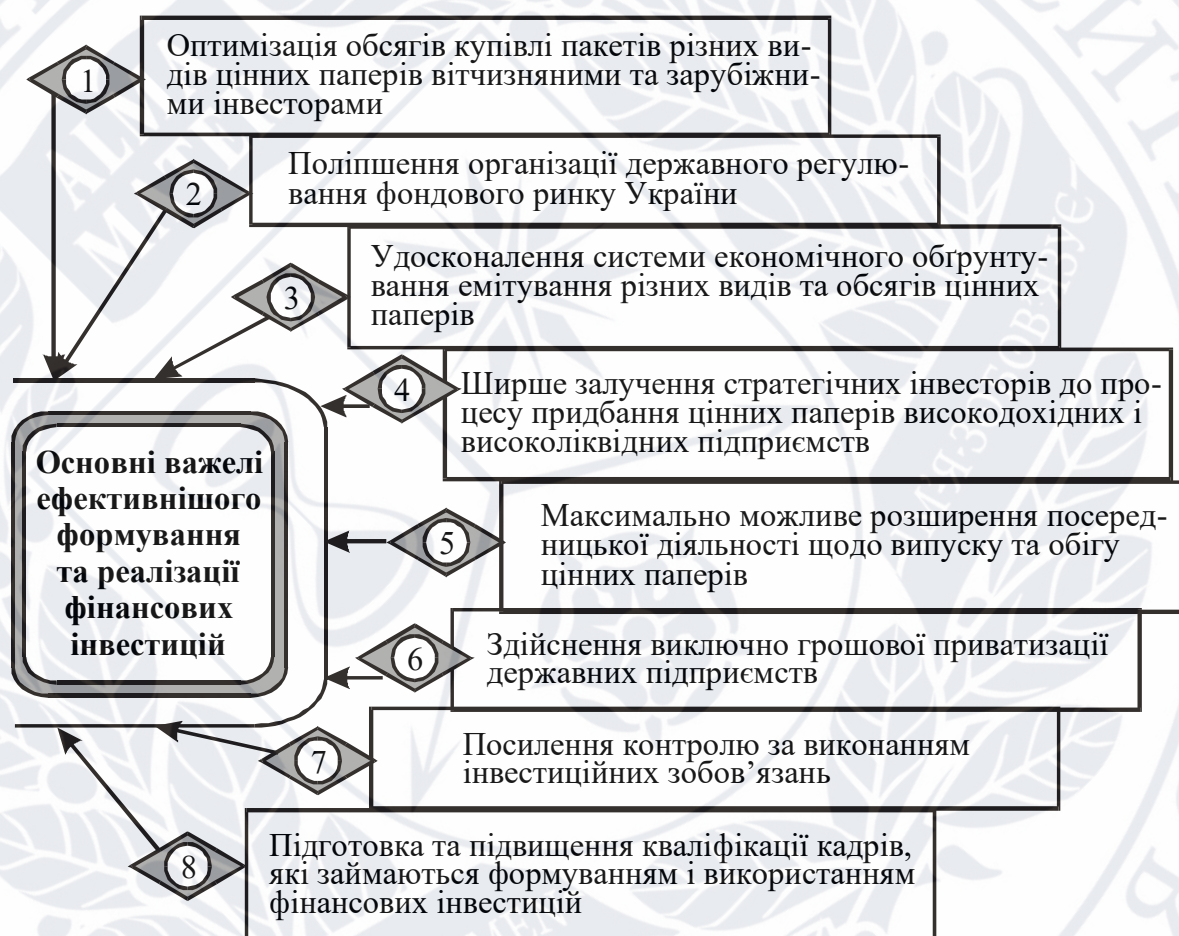 1
Оптимізація обсягів купівлі пакетів різних ви-
дів цінних паперів вітчизняними та зарубіжни-
ми інвесторами
2
Поліпшення організації державного регулю-
вання фондового ринку України
3
Удосконалення системи економічного обґрунту-
вання емітування різних видів та обсягів цінних
паперів
4
Ширше залучення стратегічних інвесторів до про-
цесу придбання цінних паперів високодохідних і
високоліквідних підприємств
Основні важелі
ефективнішого
формування
та реалізації
фінансових
інвестицій
5
Максимально можливе розширення посеред-
ницької діяльності щодо випуску та обігу
цінних паперів
6
Здійснення виключно грошової приватизації
державних підприємств
7
Посилення контролю за виконанням
інвестиційних зобов’язань
8
Підготовка та підвищення кваліфікації кадрів,
які займаються формуванням і використанням
фінансових інвестицій